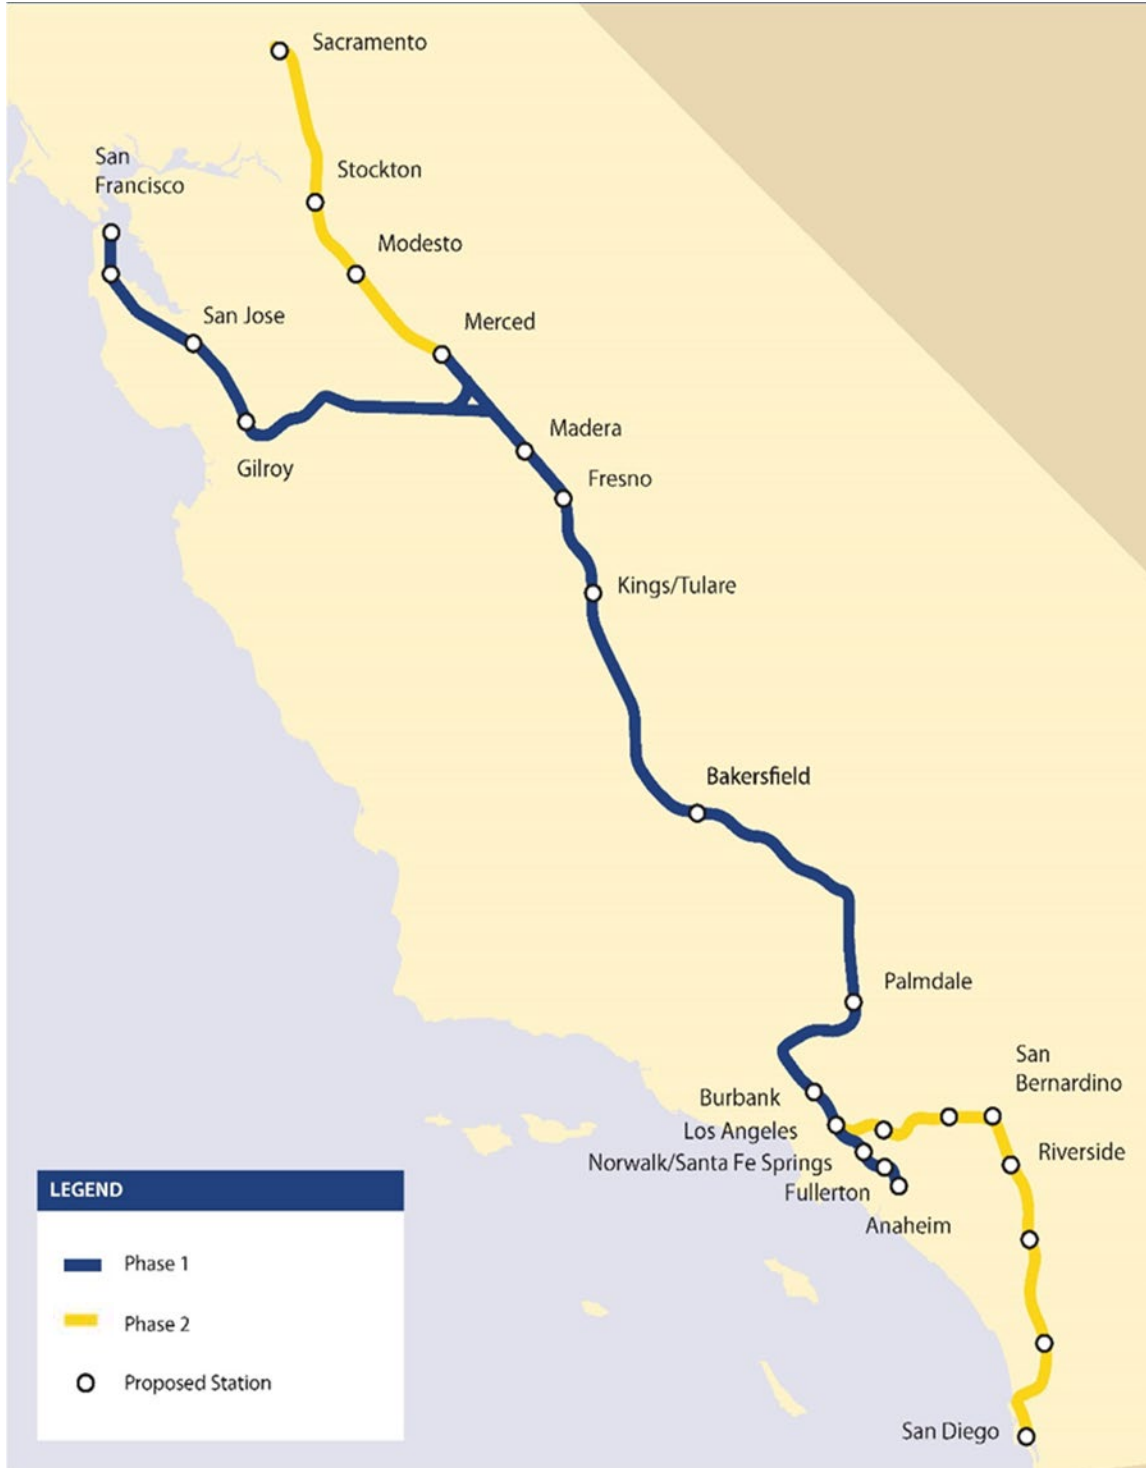 Sacramento
San
Francisco
Stockton
Modesto
San Jose
Merced
Gilroy
Madera
Fresno
Kings/Tulare
Bakersfield
Palmdale
San
Bernardino
Burbank
Los Angeles
Riverside
Norwalk/Santa Fe Springs
Fullerton
Anaheim
San Diego
LEGEND
Phase 1
Phase 2
Proposed Station